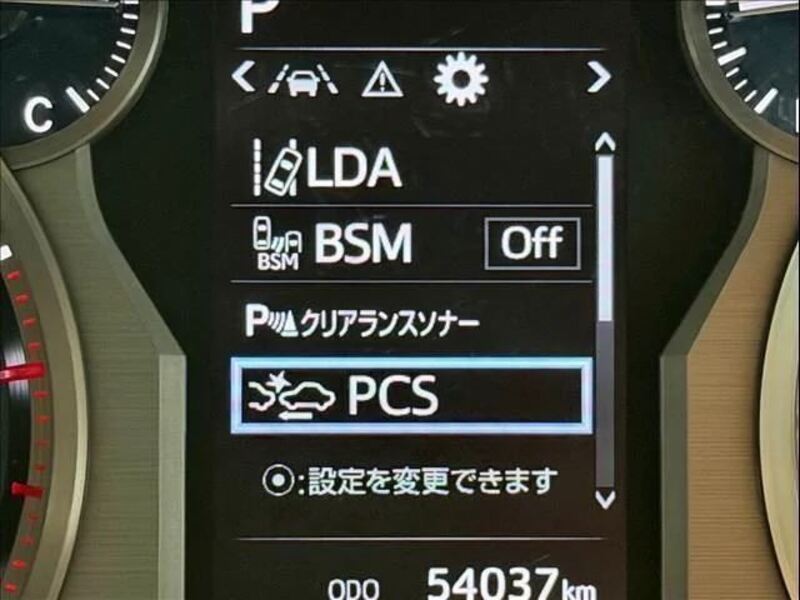 P
C
LDA
BSM BSM Off
Pクリアランスソナー
PCS
:設定を変更できます
ODO 54037km